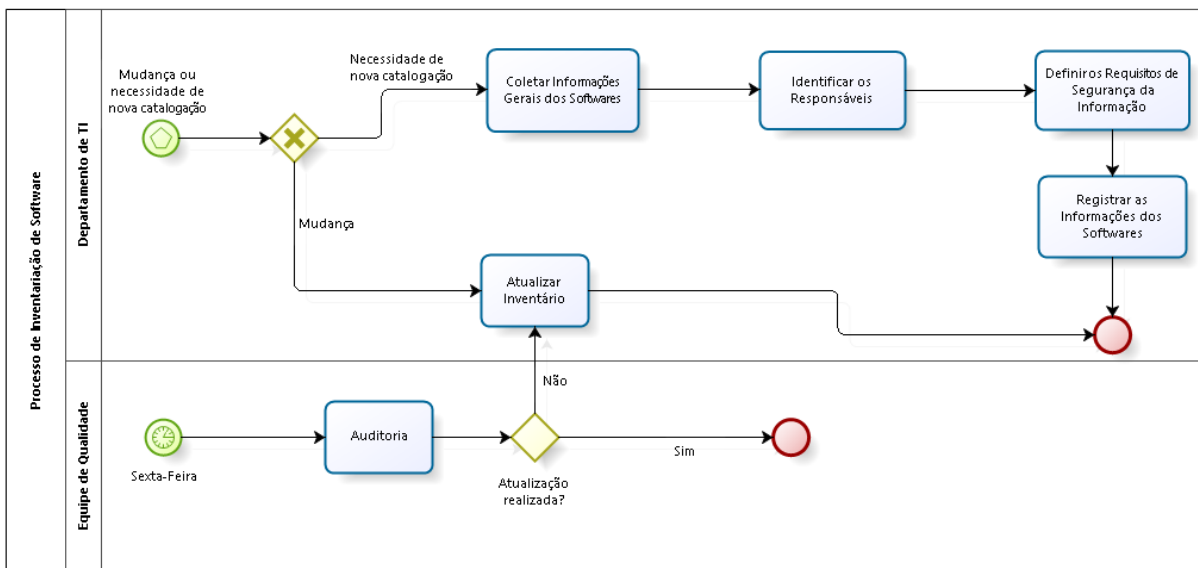 Processo de Inventariação de Software
Departamento de TI
Mudança ou
necessidade de
nova catalogação
Necessidade de
nova catalogação
Coletar Informações
Gerais dos Softwares
Identificar os
Responsáveis
Definir os Requisitos de
Segurança da
Informação
Registrar as
Informações dos
Softwares
Mudança
Atualizar
Inventário
Equipe de Qualidade
Não
Auditoria
Sim
Sexta-Feira
Atualização
realizada?